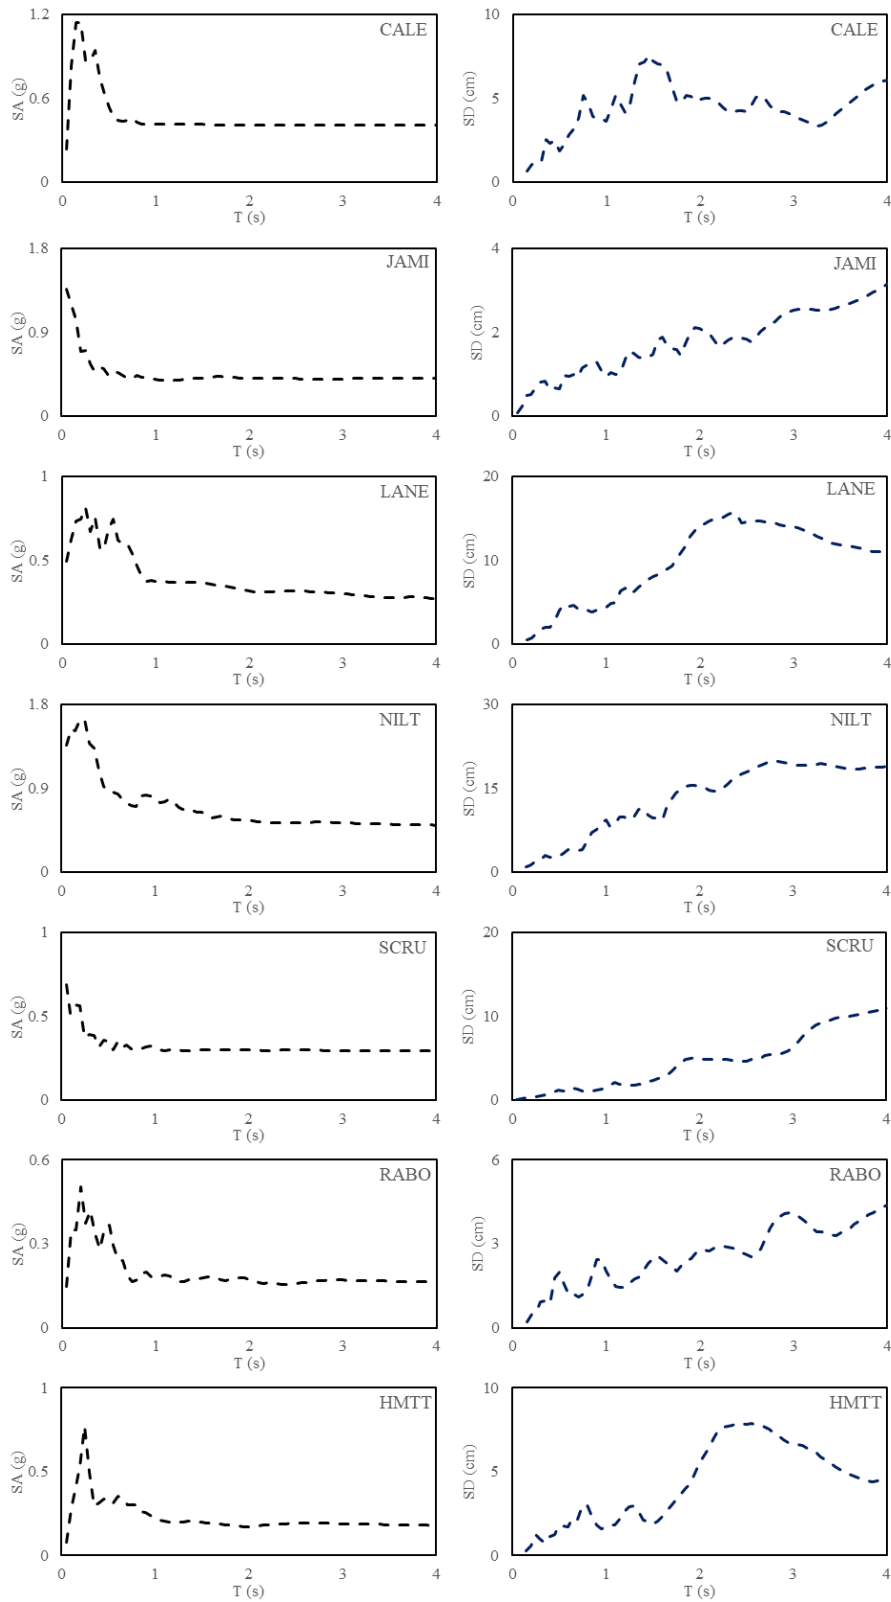 1.2 CALE 10 CALE
SA (g) 0.6 SD (cm) 5
0 0
0 1 2 3 4 0 1 2 3 4
T (s) T (s)
1.8 JAMI 4 JAMI
SA (g) 0.9 SD (cm) 2
0 0
0 1 2 3 4 0 1 2 3 4
T (s) T (s)
1 LANE 20 LANE
SA (g) 0.5 SD (cm) 10
0 0
0 1 2 3 4 0 1 2 3 4
T (s) T (s)
1.8 NILT 30 NILT
SA (g) 0.9 SD (cm) 15
0 0
0 1 2 3 4 0 1 2 3 4
T (s) T (s)
1 SCRU 20 SCRU
SA (g) 0.5 SD (cm) 10
0 0
0 1 2 3 4 0 1 2 3 4
T (s) T (s)
0.6 RABO 6 RABO
SA (g) 0.3 SD (cm) 3
0 0
0 1 2 3 4 0 1 2 3 4
T (s) T (s)
1 HMTT 10 HMTT
SA (g) 0.5 SD (cm) 5
0 0
0 1 2 3 4 0 1 2 3 4
T (s) T (s)